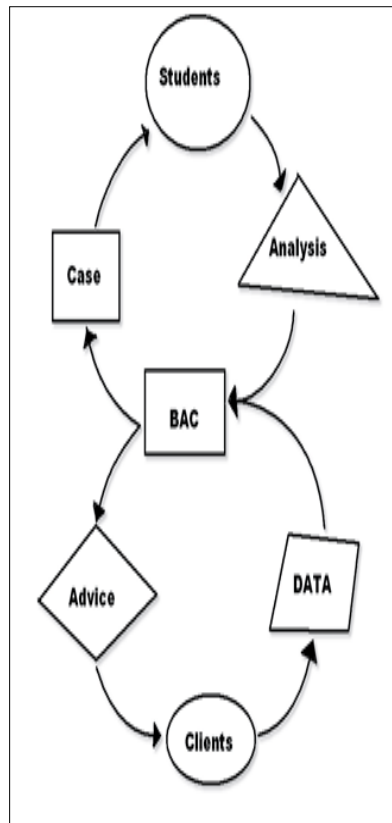 Students
Analysis
Case
BAC
Advice
DATA
Clients